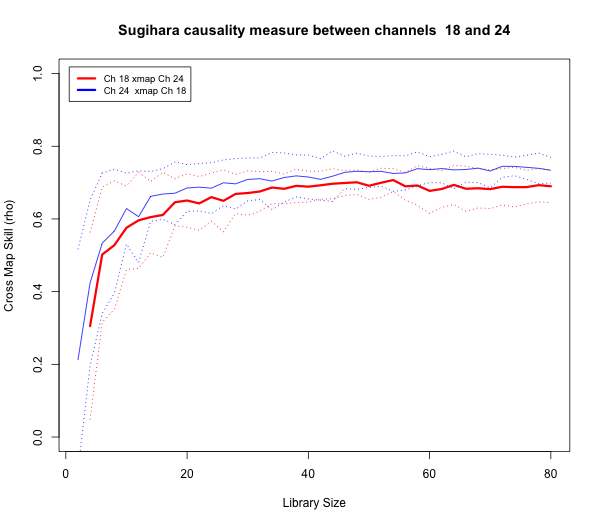 Sugihara causality measure between channels  18 and 24
Ch 18 xmap Ch 24
Ch 24  xmap Ch 18
Cross Map Skill (rho)
1.0
0.8
0.6
0.4
0.2
0.0
0 20 40 60 80
Library Size